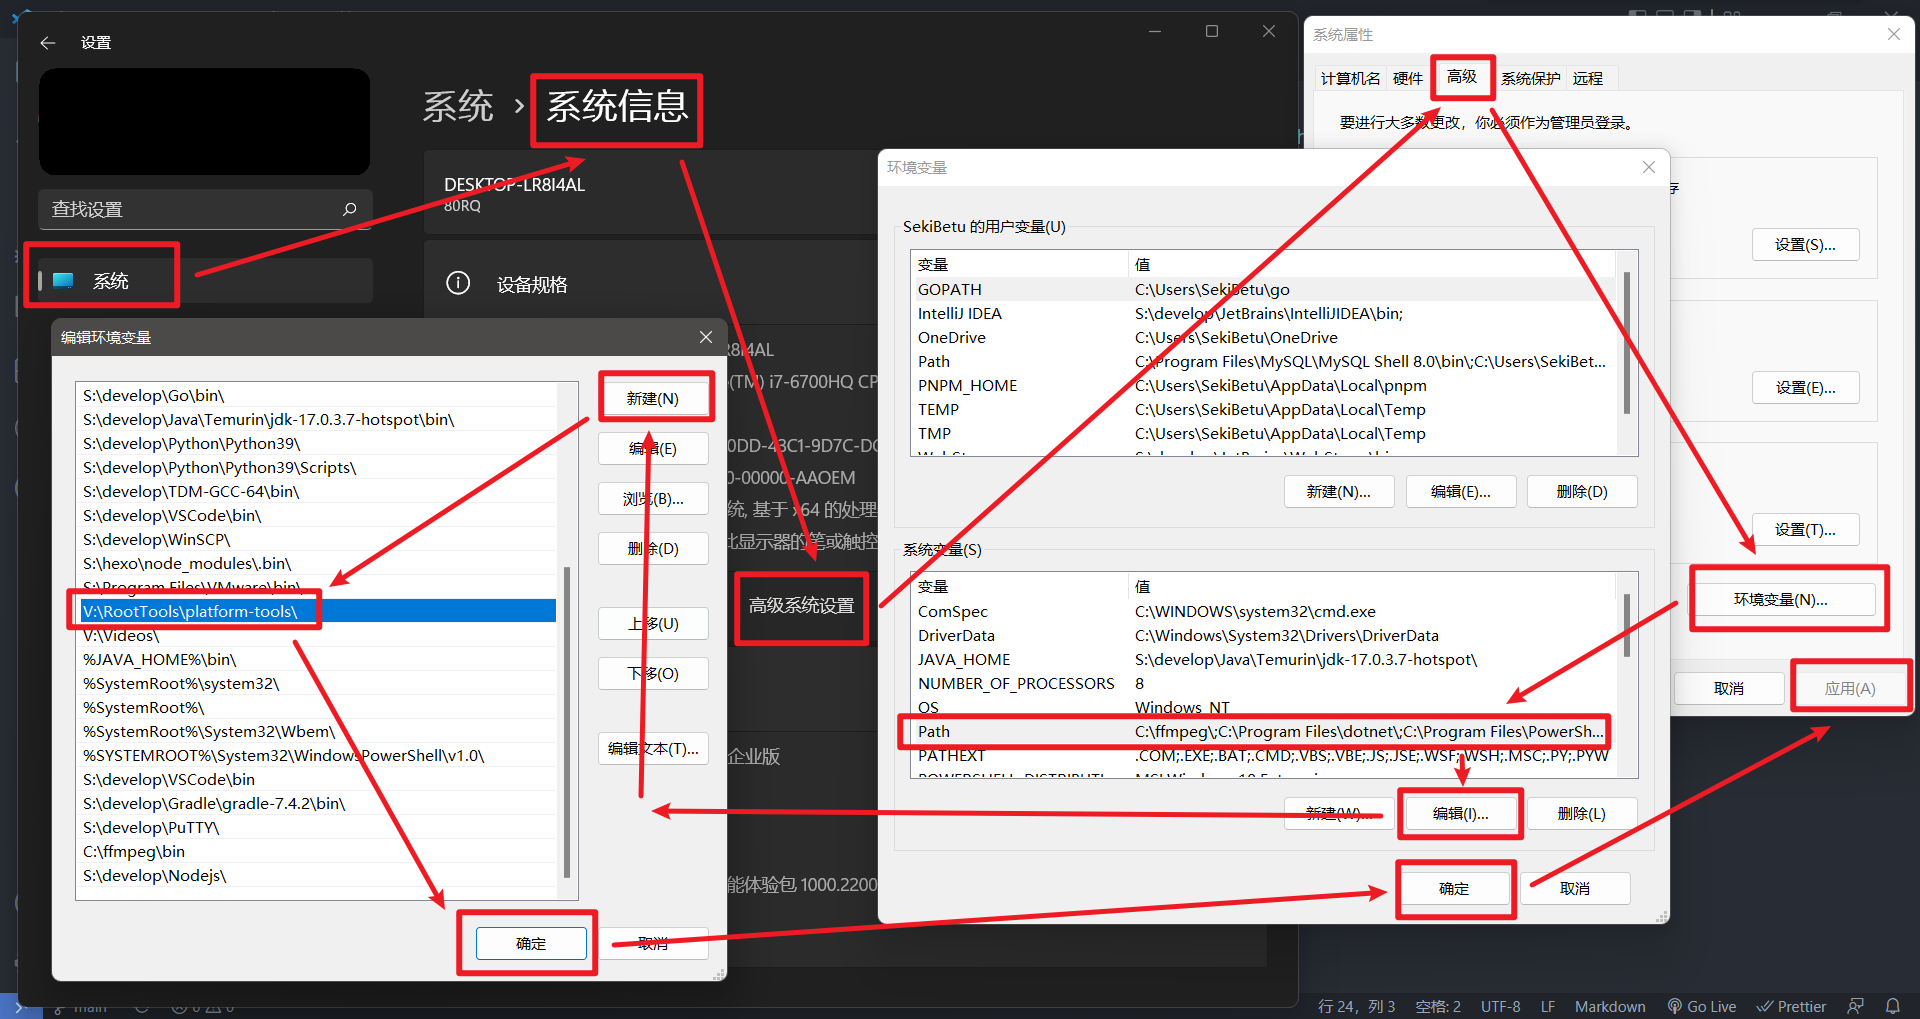 设置
系统 › 系统信息
查找设置
DESKTOP-LR8I4AL
80RQ
系统
设备规格
R8I4AL
(TM) i7-6700HQ CP
0DD-43C1-9D7C-DC
0-00000-AAOEM
统, 基于 x64 的处理
此显示器的笔或触控
高级系统设置
企业版
能体验包 1000.2200
编辑环境变量
S:\develop\Go\bin\
S:\develop\Java\Temurin\jdk-17.0.3.7-hotspot\bin\
S:\develop\Python\Python39\
S:\develop\Python\Python39\Scripts\
S:\develop\TDM-GCC-64\bin\
S:\develop\VSCode\bin\
S:\develop\WinSCP\
S:\hexo\node_modules\.bin\
S:\Program Files\VMware\bin\
V:\RootTools\platform-tools\
V:\Videos\
%JAVA_HOME%\bin\
%SystemRoot%\system32\
%SystemRoot%\
%SystemRoot%\System32\Wbem\
%SYSTEMROOT%\System32\WindowsPowerShell\v1.0\
S:\develop\VSCode\bin
S:\develop\Gradle\gradle-7.4.2\bin\
S:\develop\PuTTY\
C:\ffmpeg\bin
S:\develop\Nodejs\
新建(N)
编辑(E)
浏览(B)...
删除(D)
上移(U)
下移(O)
编辑文本(T)...
确定
取消
环境变量
SekiBetu 的用户变量(U)
变量 值
GOPATH C:\Users\SekiBetu\go
IntelliJ IDEA S:\develop\JetBrains\IntelliJIDEA\bin;
OneDrive C:\Users\SekiBetu\OneDrive
Path C:\Program Files\MySQL\MySQL Shell 8.0\bin\;C:\Users\SekiBet...
PNPM_HOME C:\Users\SekiBetu\AppData\Local\pnpm
TEMP C:\Users\SekiBetu\AppData\Local\Temp
TMP C:\Users\SekiBetu\AppData\Local\Temp
新建(N)... 编辑(E)... 删除(D)
系统变量(S)
变量 值
ComSpec C:\WINDOWS\system32\cmd.exe
DriverData C:\Windows\System32\Drivers\DriverData
JAVA_HOME S:\develop\Java\Temurin\jdk-17.0.3.7-hotspot\
NUMBER_OF_PROCESSORS 8
OS Windows_NT
Path C:\ffmpeg\;C:\Program Files\dotnet\;C:\Program Files\PowerSh...
PATHEXT .COM;.EXE;.BAT;.CMD;.VBS;.VBE;.JS;.JSE;.WSF;.WSH;.MSC;.PY;.PYW
新建(W)... 编辑(I)... 删除(L)
确定 取消
系统属性
计算机名 硬件 高级 系统保护 远程
要进行大多数更改，你必须作为管理员登录。
存
设置(S)...
设置(E)...
设置(T)...
环境变量(N)...
取消 应用(A)
main 0 0
行 24，列 3 空格: 2 UTF-8 LF Markdown Go Live Prettier